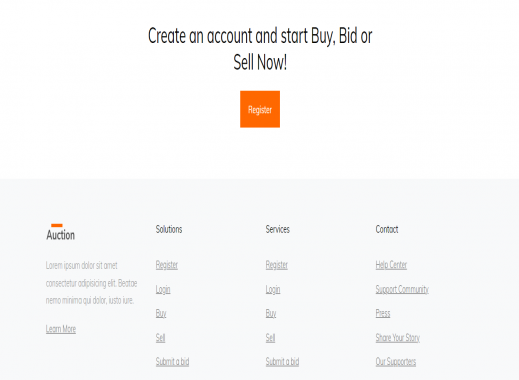 Create an account and start Buy, Bid or
Sell Now!
Register
Auction
Lorem ipsum dolor sit amet
consectetur adipisicing elit. Beatae
nemo minima qui dolor, iusto iure.
Learn More
Solutions
Register
Login
Buy
Sell
Submit a bid
Services
Register
Login
Buy
Sell
Submit a bid
Contact
Help Center
Support Community
Press
Share Your Story
Our Supporters